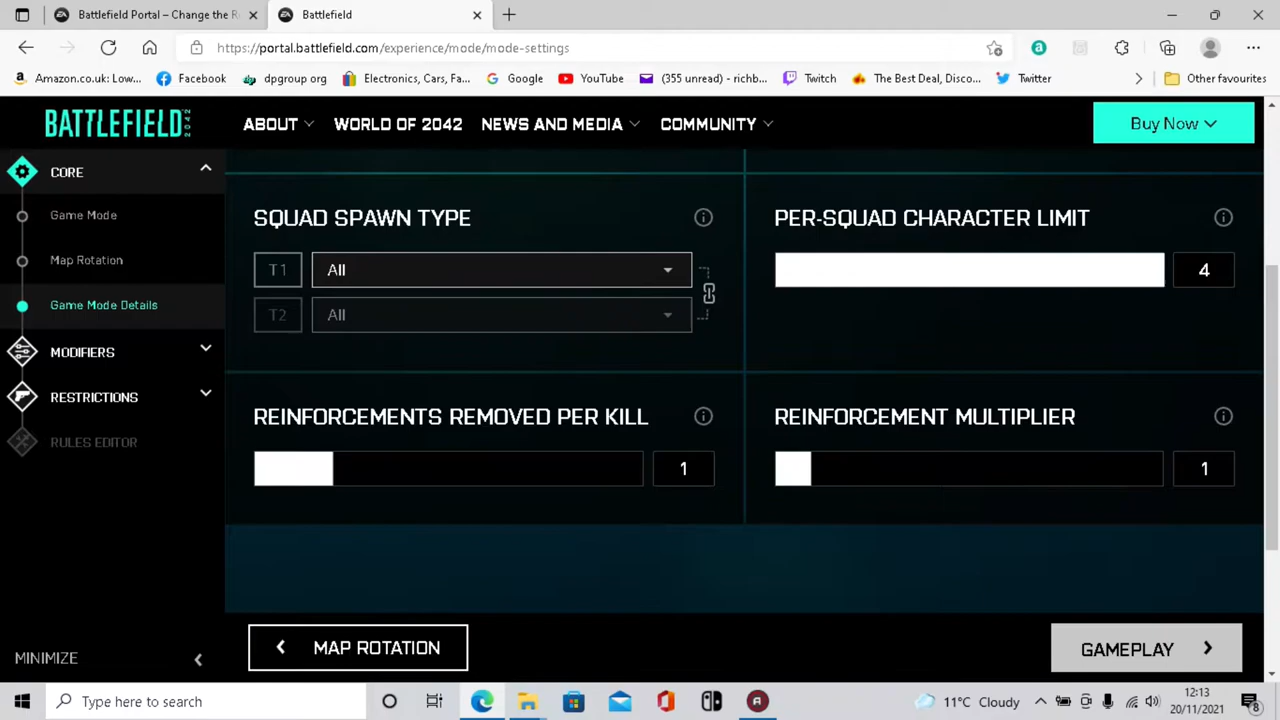 Battlefield Portal – Change the R
Battlefield
https://portal.battlefield.com/experience/mode/mode-settings
Amazon.co.uk: Low...
Facebook
dpgroup org
Electronics, Cars, Fa...
Google
YouTube
(355 unread) - richb...
Twitch
The Best Deal, Disco...
Twitter
Other favourites
BATTLEFIELD 2042
ABOUT
WORLD OF 2042
NEWS AND MEDIA
COMMUNITY
Buy Now
CORE
Game Mode
Map Rotation
Game Mode Details
MODIFIERS
RESTRICTIONS
RULES EDITOR
SQUAD SPAWN TYPE
T1 All
T2 All
PER-SQUAD CHARACTER LIMIT
4
REINFORCEMENTS REMOVED PER KILL
1
REINFORCEMENT MULTIPLIER
1
MINIMIZE
MAP ROTATION
GAMEPLAY
Type here to search
11°C Cloudy
12:13
20/11/2021
8